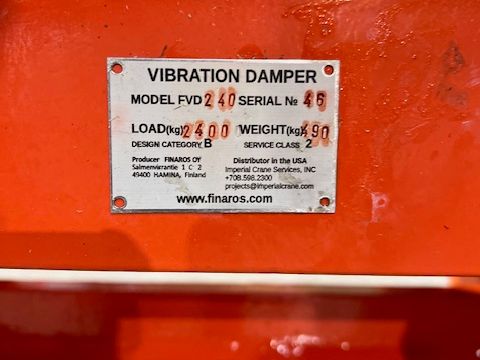 VIBRATION DAMPER
MODEL FVD 240 SERIAL № 46
LOAD(kg) 2400 WEIGHT(kg) 490
DESIGN CATEGORY B SERVICE CLASS 2
Producer FINAROS OY Distributor in the USA
Salmenvirrantie 1 C 2 Imperial Crane Services, INC
49400 HAMINA, Finland +708.598.2300
projects@imperialcrane.com
www.finaros.com